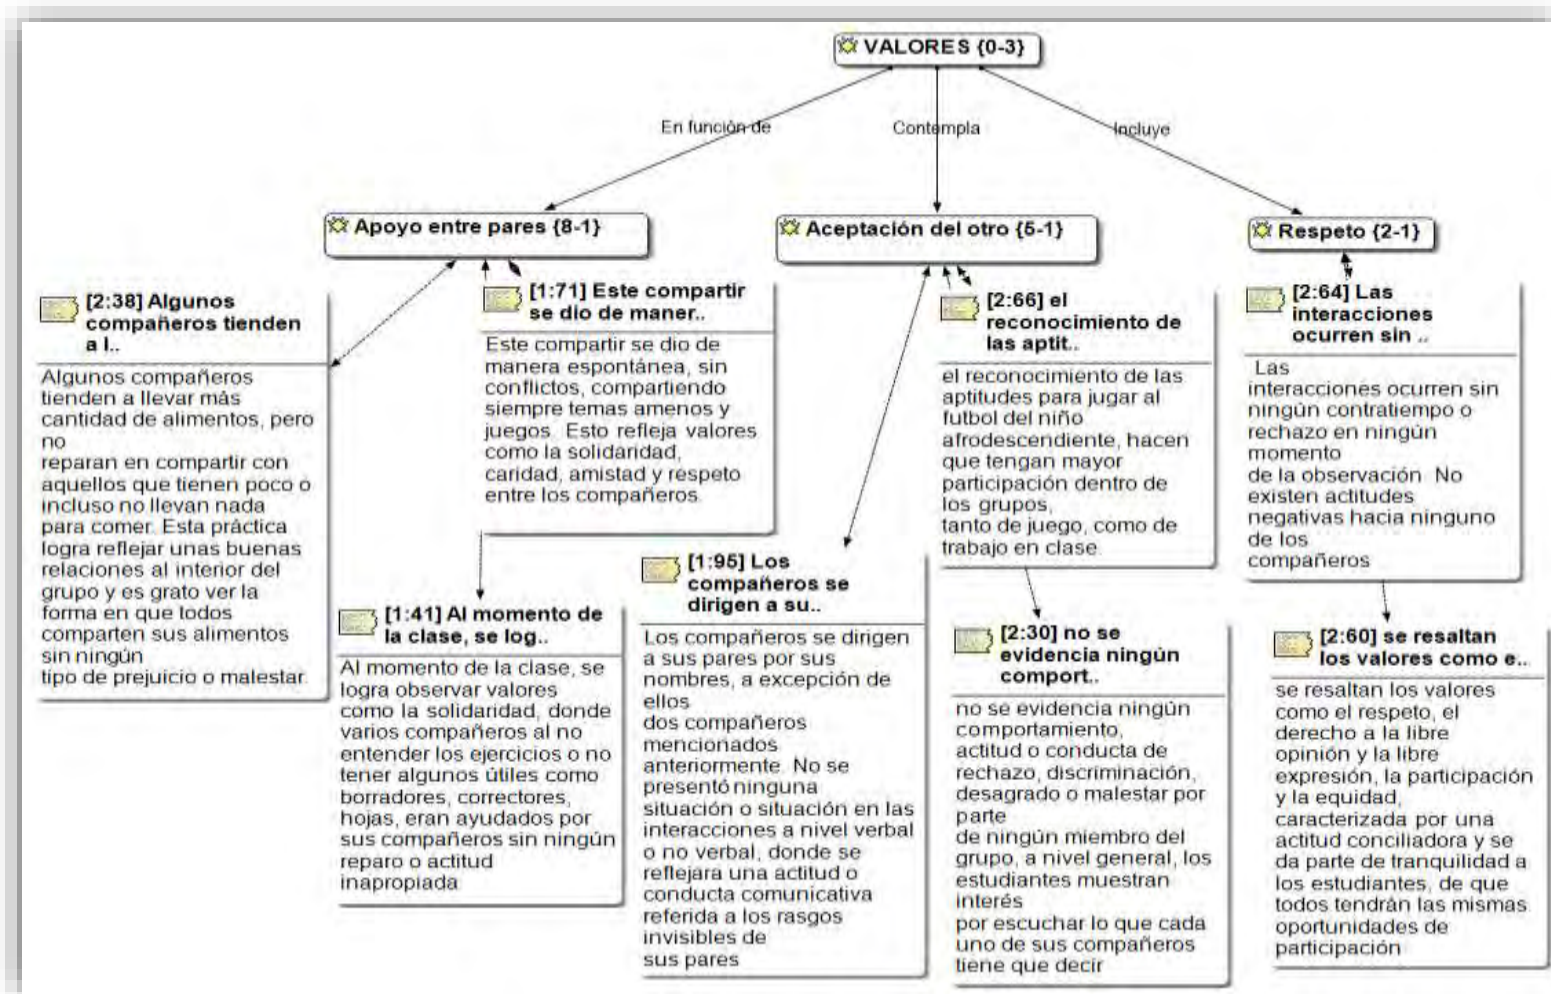 VALORES {0-3}
En función de
Contempla
Incluye
Apoyo entre pares {8-1}
Aceptación del otro {5-1}
Respeto {2-1}
[2:38] Algunos
compañeros tienden
a l..
Algunos compañeros
tienden a llevar más
cantidad de alimentos, pero
no
reparan en compartir con
aquellos que tienen poco o
incluso no llevan nada
para comer. Esta práctica
logra reflejar unas buenas
relaciones al interior del
grupo y es grato ver la
forma en que todos
comparten sus alimentos
sin ningún
tipo de prejuicio o malestar.
[1:71] Este compartir
se dio de maner..
Este compartir se dio de
manera espontánea, sin
conflictos, compartiendo
siempre temas amenos y
juegos. Esto refleja valores
como la solidaridad,
caridad, amistad y respeto
entre los compañeros.
[1:41] Al momento de
la clase, se log..
Al momento de la clase, se
logra observar valores
como la solidaridad, donde
varios compañeros al no
entender los ejercicios o no
tener algunos útiles como
borradores, correctores,
hojas, eran ayudados por
sus compañeros sin ningún
reparo o actitud
inapropiada
[1:95] Los
compañeros se
dirigen a su..
Los compañeros se dirigen
a sus pares por sus
nombres, a excepción de
ellos
dos compañeros
mencionados
anteriormente. No se
presentó ninguna
situación o situación en las
interacciones a nivel verbal
o no verbal, donde se
reflejara una actitud o
conducta comunicativa
referida a los rasgos
invisibles de
sus pares
[2:66] el
reconocimiento de
las aptit..
el reconocimiento de las
aptitudes para jugar al
futbol del niño
afrodescendiente, hacen
que tengan mayor
participación dentro de
los grupos,
tanto de juego, como de
trabajo en clase.
[2:30] no se
evidencia ningún
comport..
no se evidencia ningún
comportamiento,
actitud o conducta de
rechazo, discriminación,
desagrado o malestar por
parte
de ningún miembro del
grupo, a nivel general, los
estudiantes muestran
interés
por escuchar lo que cada
uno de sus compañeros
tiene que decir
[2:64] Las
interacciones
ocurren sin ..
Las
interacciones ocurren sin
ningún contratiempo o
rechazo en ningún
momento
de la observación. No
existen actitudes
negativas hacia ninguno
de los
compañeros
[2:60] se resaltan
los valores como e..
se resaltan los valores
como el respeto, el
derecho a la libre
opinión y la libre
expresión, la participación
y la equidad,
caracterizada por una
actitud conciliadora y se
da parte de tranquilidad a
los estudiantes, de que
todos tendrán las mismas
oportunidades de
participación